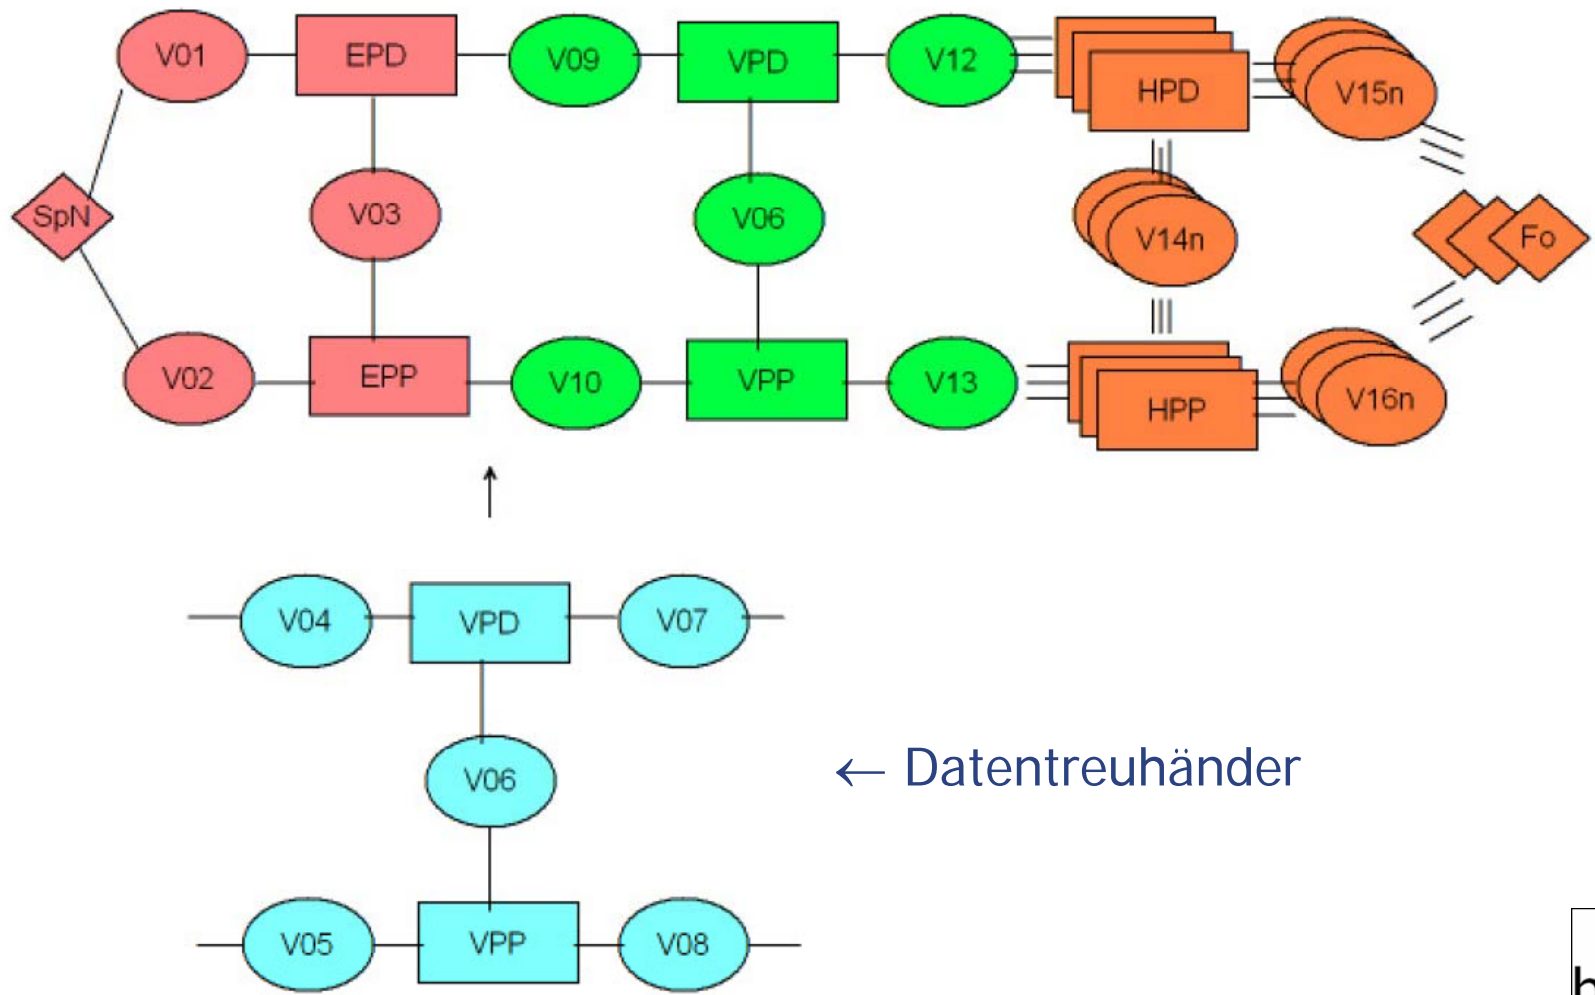 V01 EPD V09 VPD V12 HPD V15n
SpN V03 V06 V14n Fo
V02 EPP V10 VPP V13 HPP V16n
↑
V04 VPD V07
V06 ← Datentreuhänder
V05 VPP V08